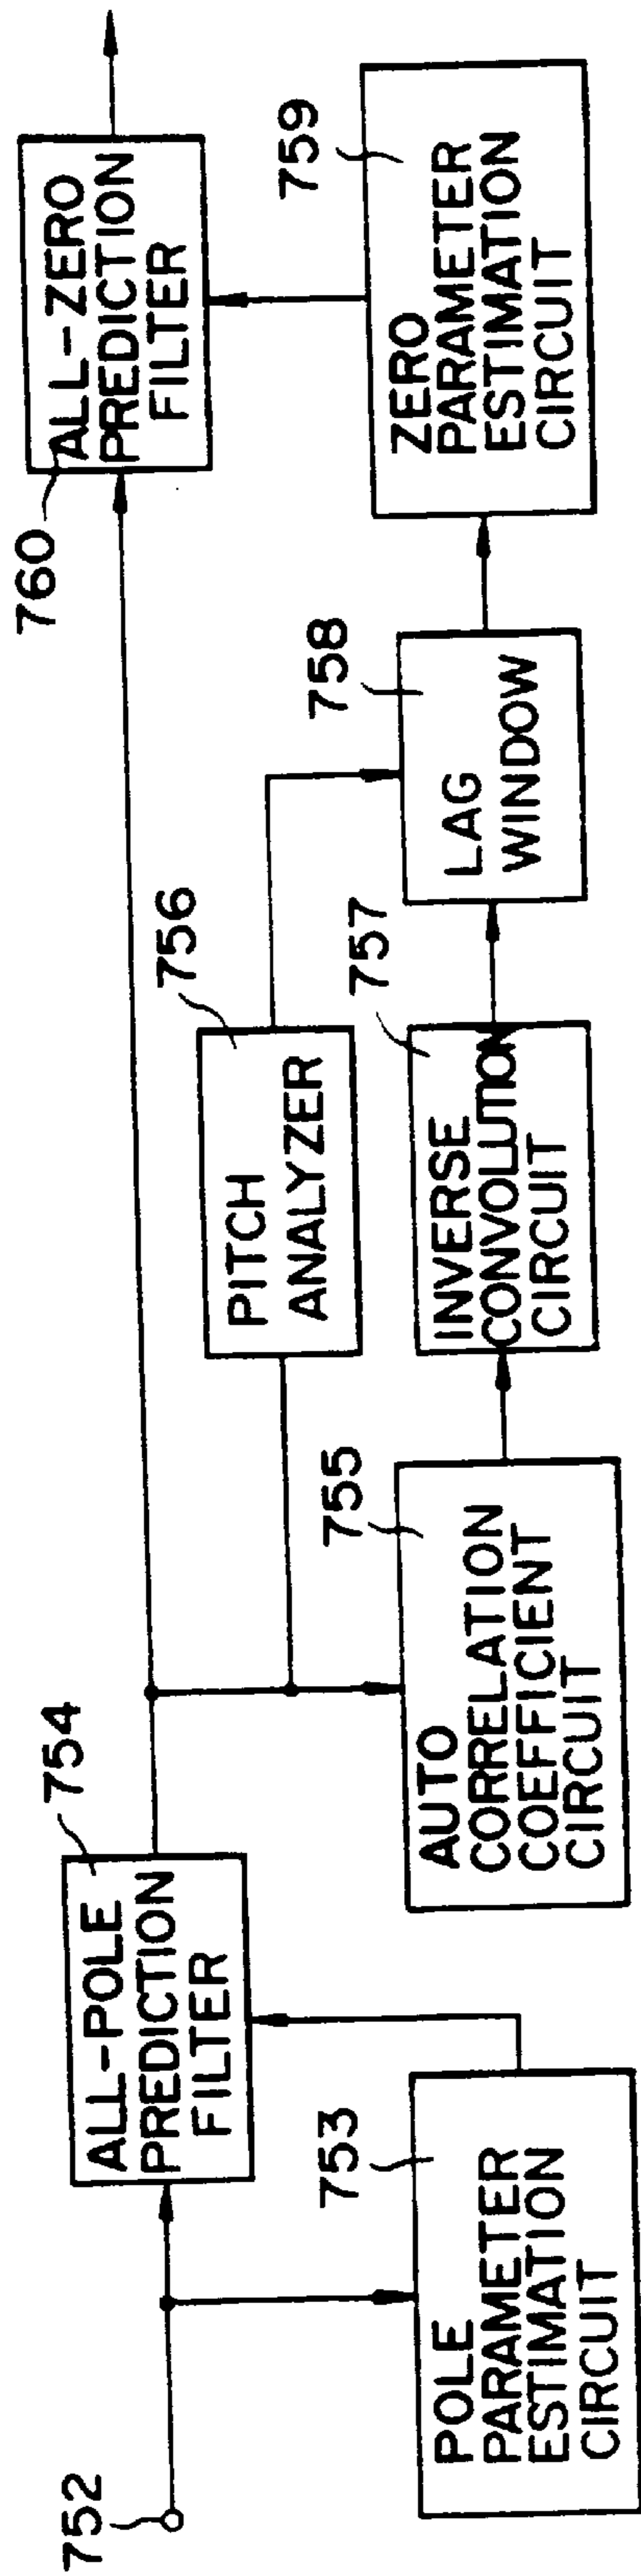 752
754
ALL-POLE
PREDICTION
FILTER
753
POLE
PARAMETER
ESTIMATION
CIRCUIT
755
AUTO
CORRELATION
COEFFICIENT
CIRCUIT
756
PITCH
ANALYZER
757
INVERSE
CONVOLUTION
CIRCUIT
758
LAG
WINDOW
759
ZERO
PARAMETER
ESTIMATION
CIRCUIT
760
ALL-ZERO
PREDICTION
FILTER